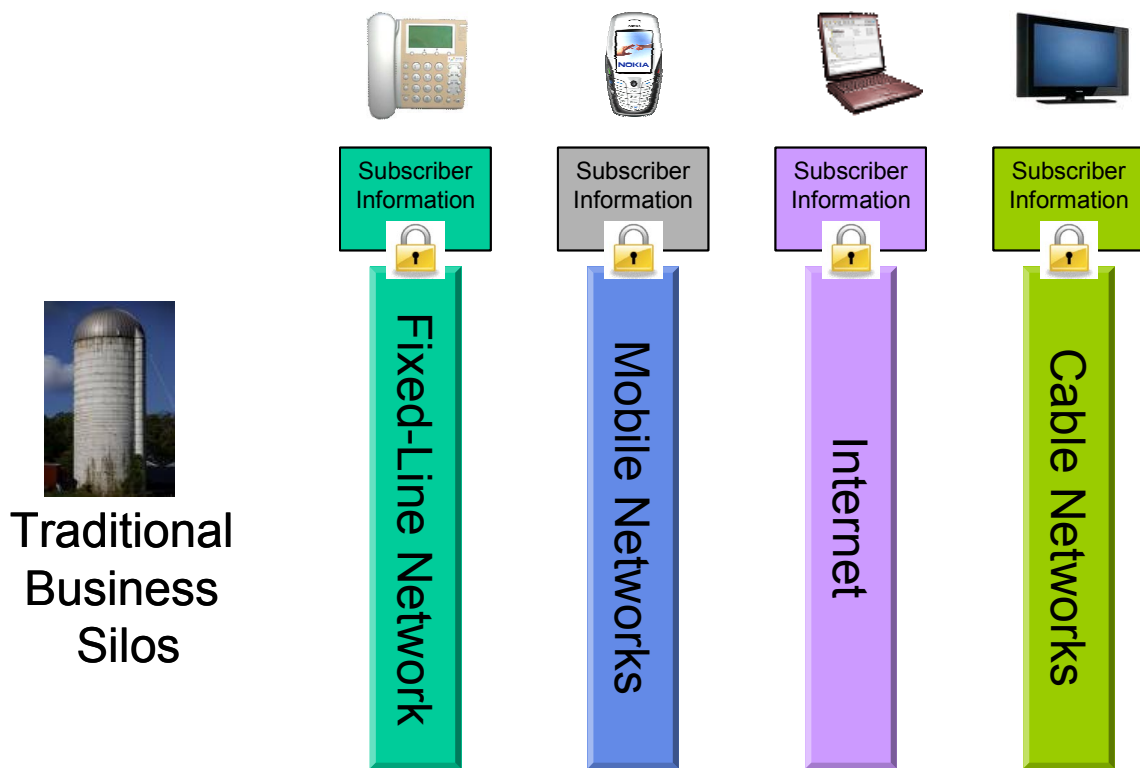 NOKIA
Subscriber
Information
Subscriber
Information
Subscriber
Information
Subscriber
Information
Fixed-Line Network
Mobile Networks
Internet
Cable Networks
Traditional
Business
Silos